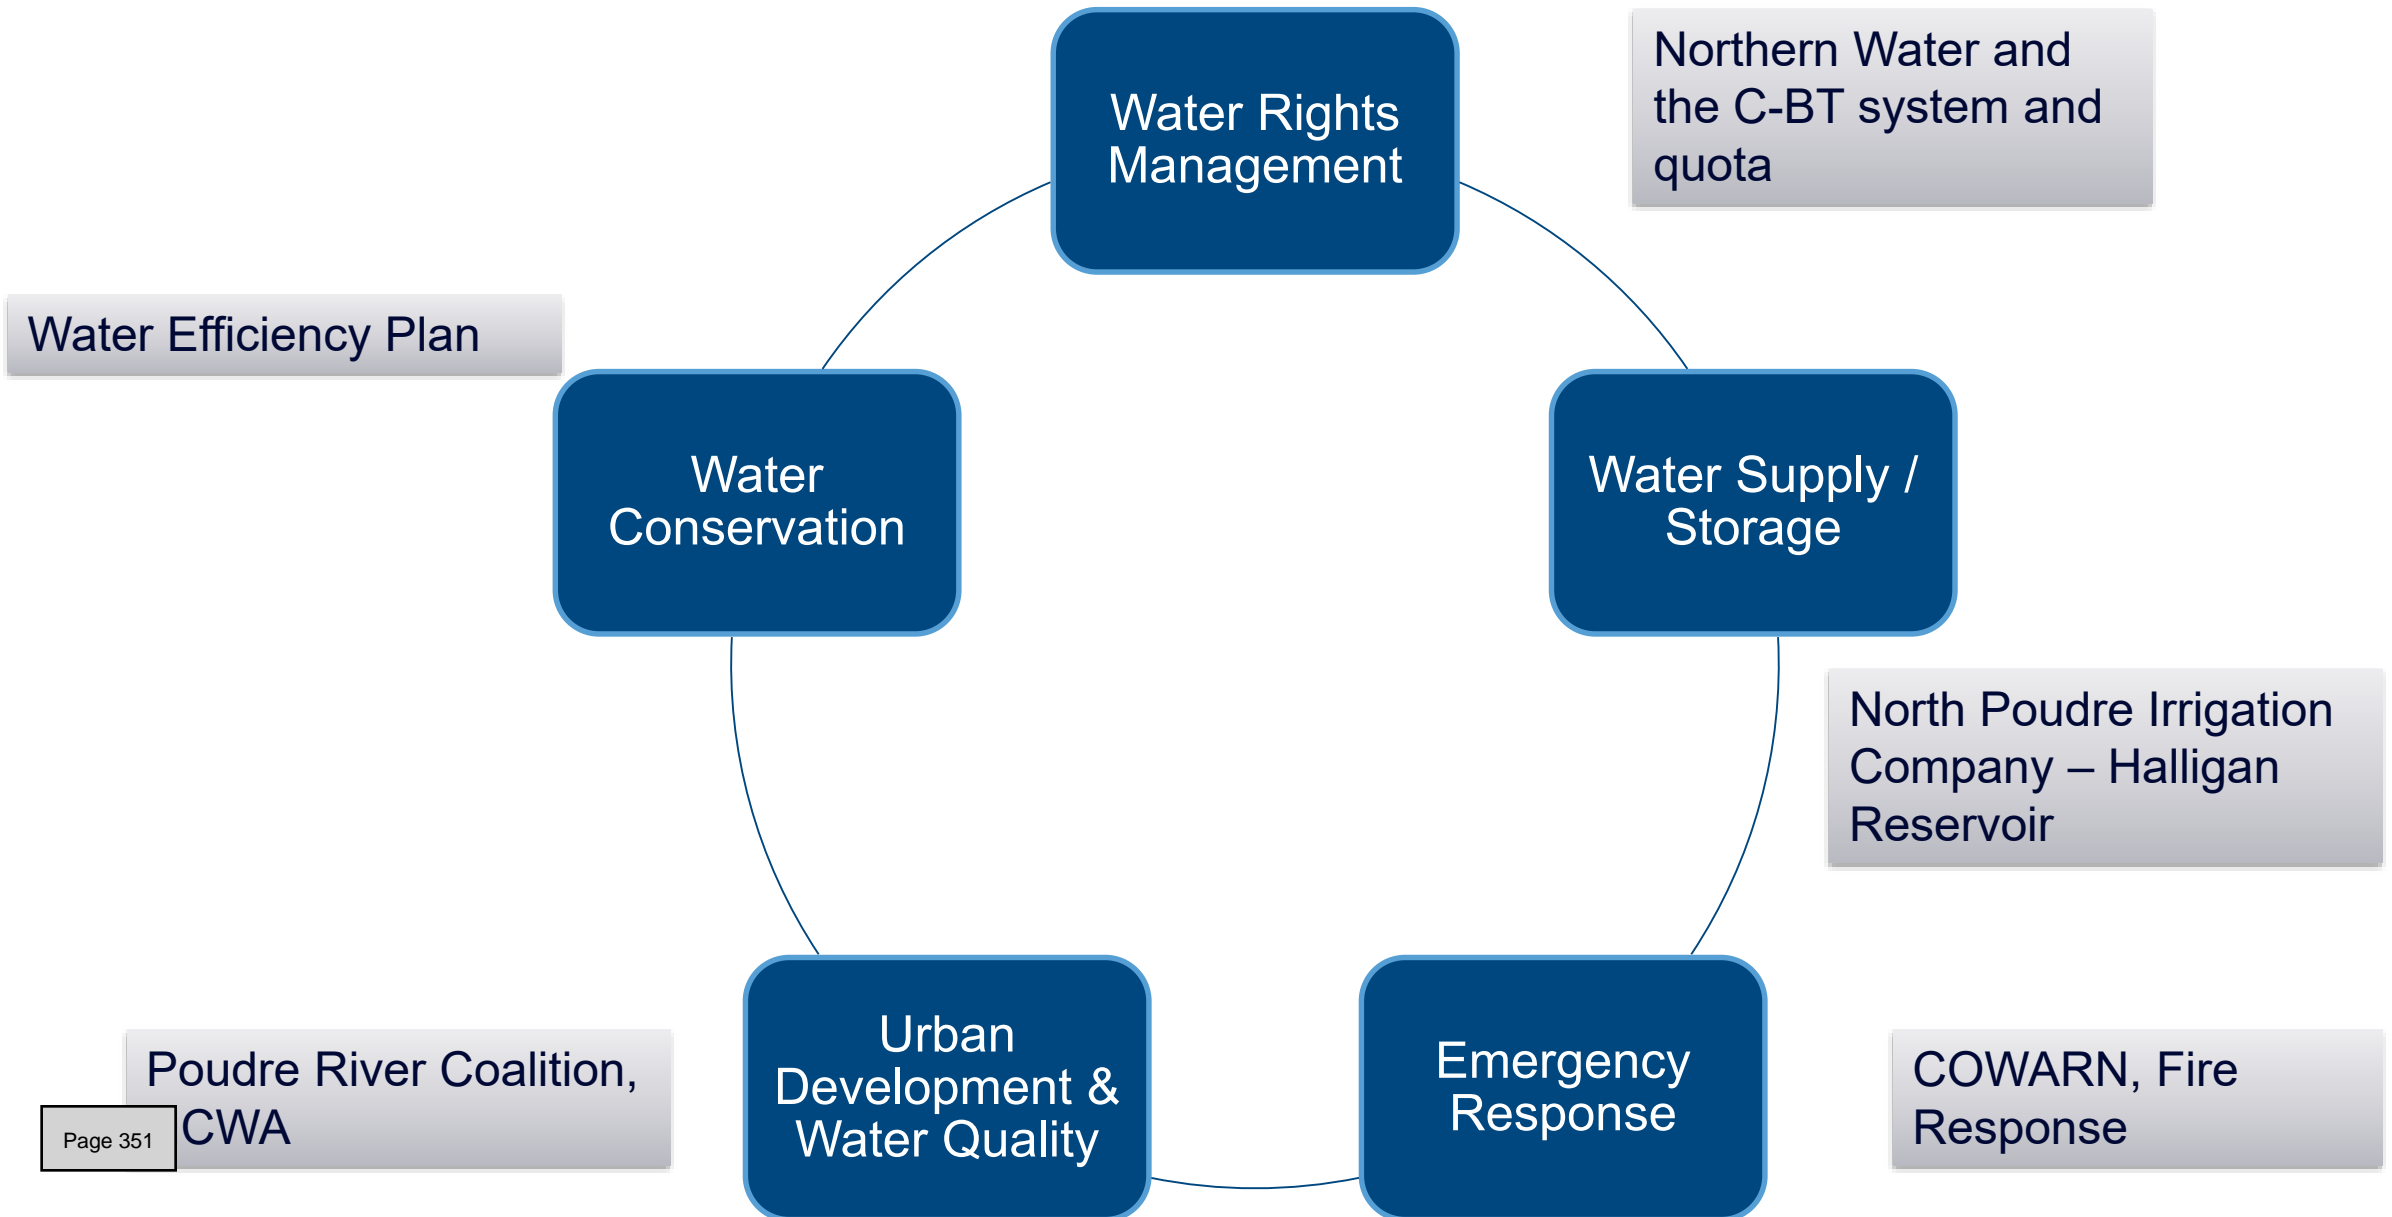 Water Rights
Management
Northern Water and
the C-BT system and
quota
Water Efficiency Plan
Water
Conservation
Water Supply /
Storage
North Poudre Irrigation
Company – Halligan
Reservoir
Urban
Development &
Water Quality
Emergency
Response
Poudre River Coalition,
CWA
COWARN, Fire
Response
Page 351